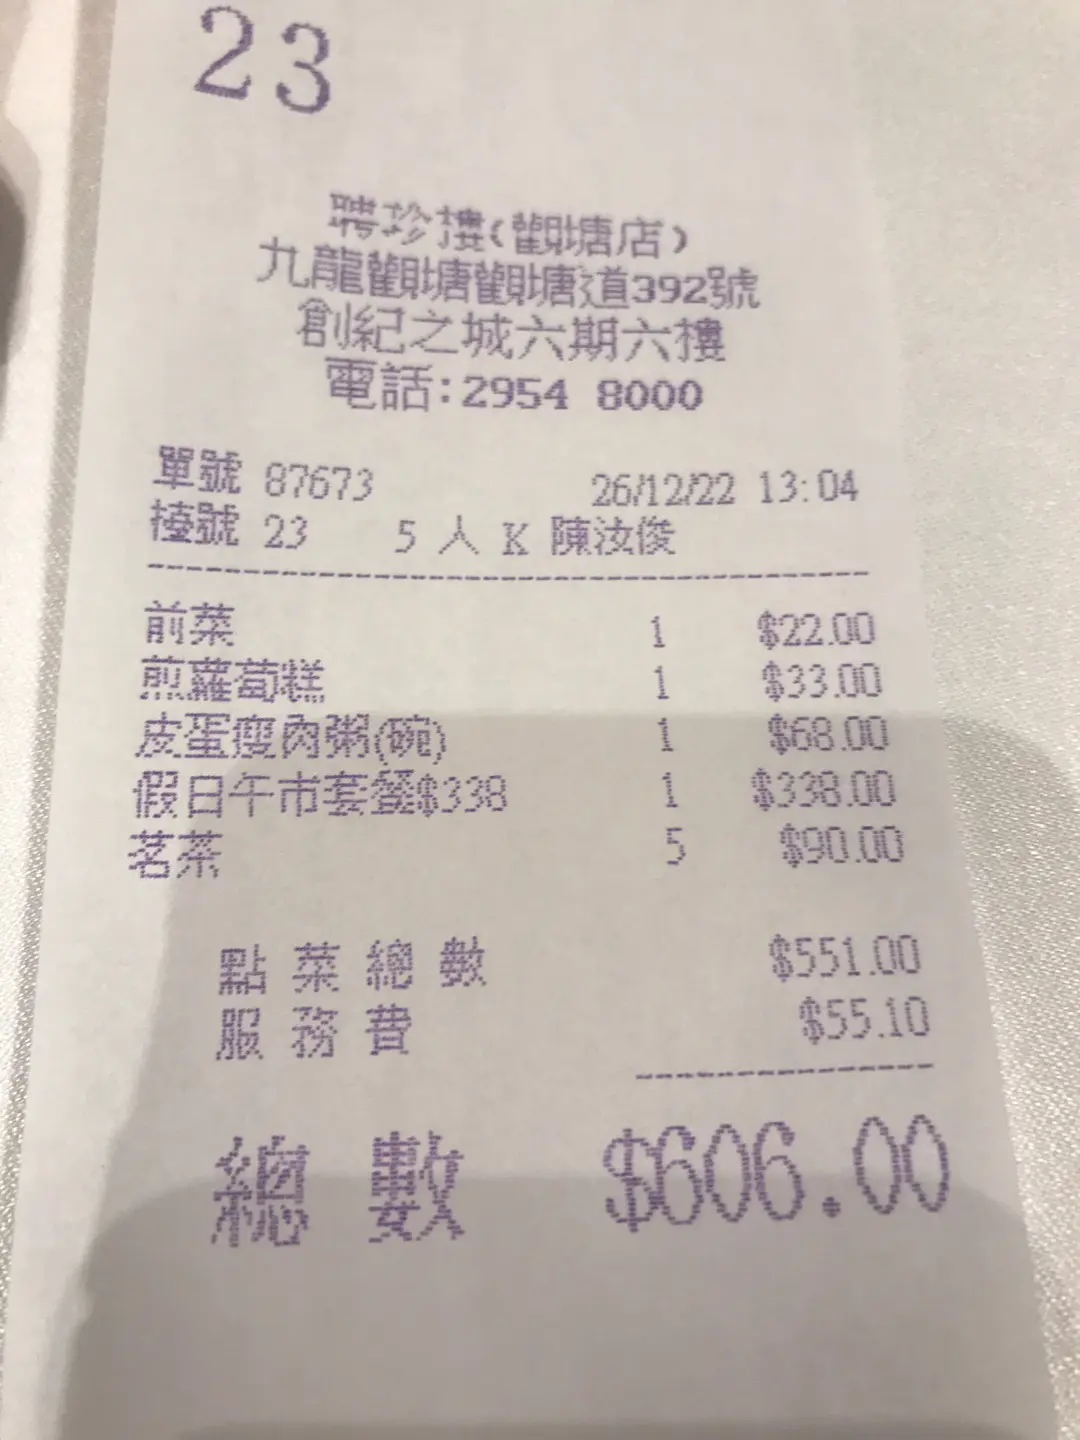 23
聘珍樓(觀塘店)
九龍觀塘觀塘道392號
創紀之城六期六樓
電話:2954 8000
單號 87673 26/12/22 13:04
檯號 23 5 人 K 陳汝俊
前菜 1 $22.00
煎蘿蔔糕 1 $33.00
皮蛋瘦肉粥(碗) 1 $68.00
假日午市套餐$338 1 $338.00
茗茶 5 $90.00
點菜總數 $551.00
服務費 $55.10
總數 $606.00